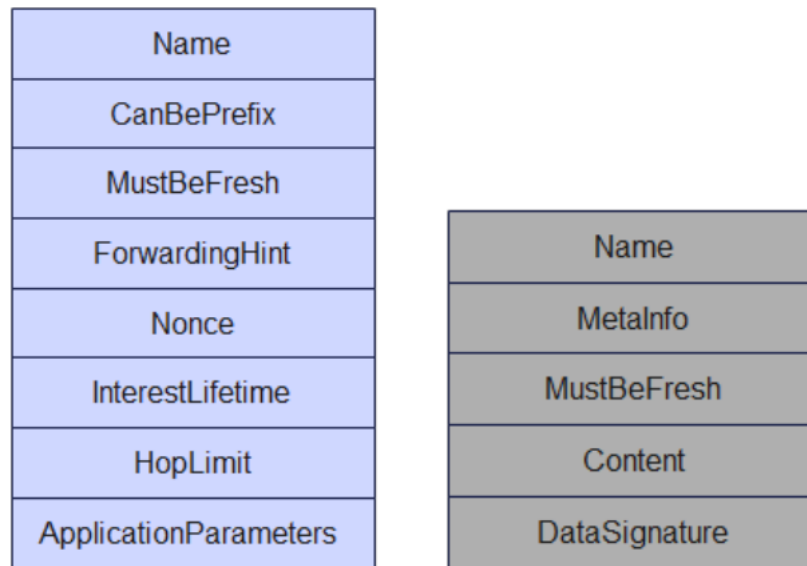 Name
CanBePrefix
MustBeFresh
ForwardingHint
Nonce
InterestLifetime
HopLimit
ApplicationParameters
Name
MetaInfo
MustBeFresh
Content
DataSignature